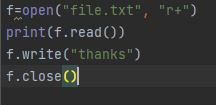 f=open("file.txt", "r+")
print(f.read())
f.write("thanks")
f.close()